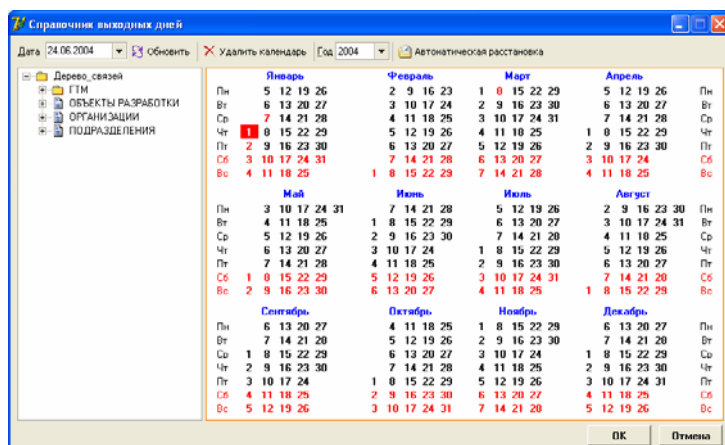 Справочник выходных дней
Дата 24.06.2004 Обновить Удалить календарь Год 2004 Автоматическая расстановка
Дерево_связей
ГТМ
ОБЪЕКТЫ РАЗРАБОТКИ
ОРГАНИЗАЦИИ
ПОДРАЗДЕЛЕНИЯ
Январь Февраль Март Апрель
Пн 5 12 19 26 2 9 16 23 1 8 15 22 29 5 12 19 26 Пн
Вт 6 13 20 27 3 10 17 24 2 9 16 23 30 6 13 20 27 Вт
Ср 7 14 21 28 4 11 18 25 3 10 17 24 31 7 14 21 28 Ср
Чт 1 8 15 22 29 5 12 19 26 4 11 18 25 1 8 15 22 29 Чт
Пт 2 9 16 23 30 6 13 20 27 5 12 19 26 2 9 16 23 30 Пт
Сб 3 10 17 24 31 7 14 21 28 6 13 20 27 3 10 17 24 Сб
Вс 4 11 18 25 1 8 15 22 29 7 14 21 28 4 11 18 25 Вс
Май Июнь Июль Август
Пн 3 10 17 24 31 7 14 21 28 5 12 19 26 2 9 16 23 30 Пн
Вт 4 11 18 25 1 8 15 22 29 6 13 20 27 3 10 17 24 31 Вт
Ср 5 12 19 26 2 9 16 23 30 7 14 21 28 4 11 18 25 Ср
Чт 6 13 20 27 3 10 17 24 1 8 15 22 29 5 12 19 26 Чт
Пт 7 14 21 28 4 11 18 25 2 9 16 23 30 6 13 20 27 Пт
Сб 1 8 15 22 29 5 12 19 26 3 10 17 24 31 7 14 21 28 Сб
Вс 2 9 16 23 30 6 13 20 27 4 11 18 25 1 8 15 22 29 Вс
Сентябрь Октябрь Ноябрь Декабрь
Пн 6 13 20 27 4 11 18 25 1 8 15 22 29 6 13 20 27 Пн
Вт 7 14 21 28 5 12 19 26 2 9 16 23 30 7 14 21 28 Вт
Ср 1 8 15 22 29 6 13 20 27 3 10 17 24 1 8 15 22 29 Ср
Чт 2 9 16 23 30 7 14 21 28 4 11 18 25 2 9 16 23 30 Чт
Пт 3 10 17 24 1 8 15 22 29 5 12 19 26 3 10 17 24 31 Пт
Сб 4 11 18 25 2 9 16 23 30 6 13 20 27 4 11 18 25 Сб
Вс 5 12 19 26 3 10 17 24 31 7 14 21 28 5 12 19 26 Вс
OK Отмена